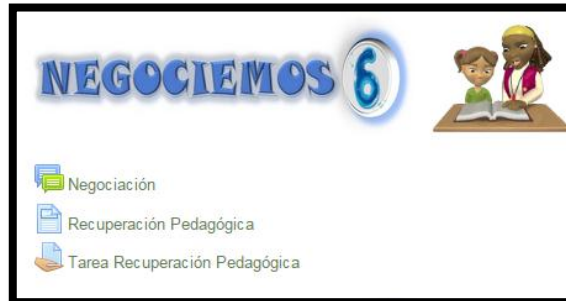 NEGOCIEMOS 6
Negociación
Recuperación Pedagógica
Tarea Recuperación Pedagógica